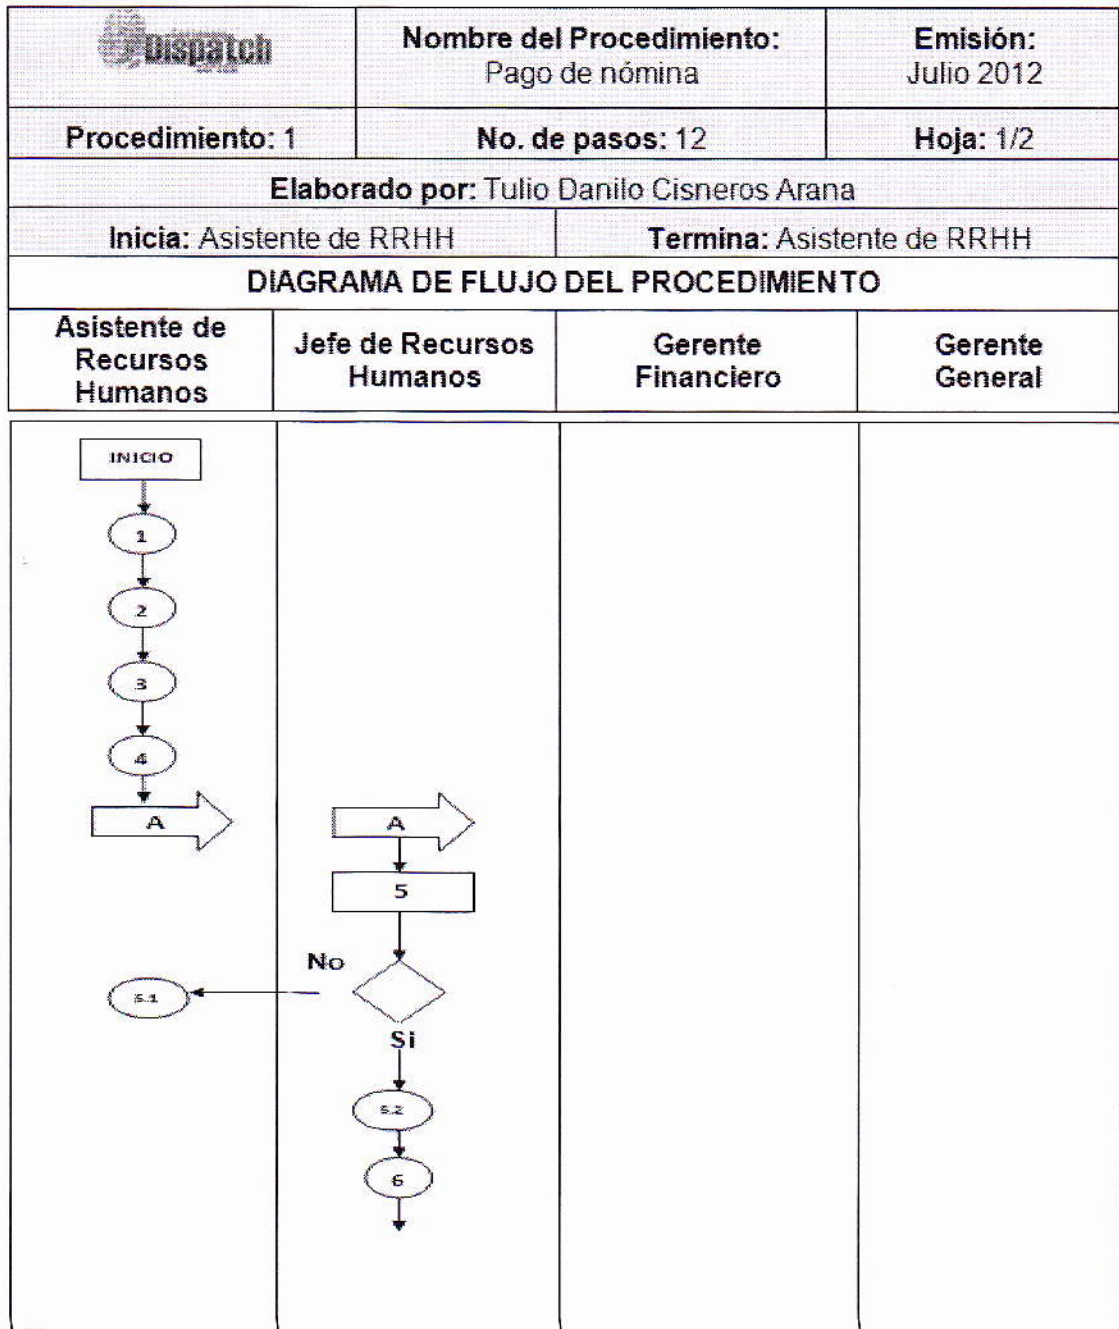 Dispatch
Nombre del Procedimiento:
Pago de nómina
Emisión:
Julio 2012
Procedimiento: 1
No. de pasos: 12
Hoja: 1/2
Elaborado por: Tulio Danilo Cisneros Arana
Inicia: Asistente de RRHH
Termina: Asistente de RRHH
DIAGRAMA DE FLUJO DEL PROCEDIMIENTO
Asistente de
Recursos
Humanos
Jefe de Recursos
Humanos
Gerente
Financiero
Gerente
General
INICIO
1
2
3
4
A
A
5
No
5.1
Si
5.2
6